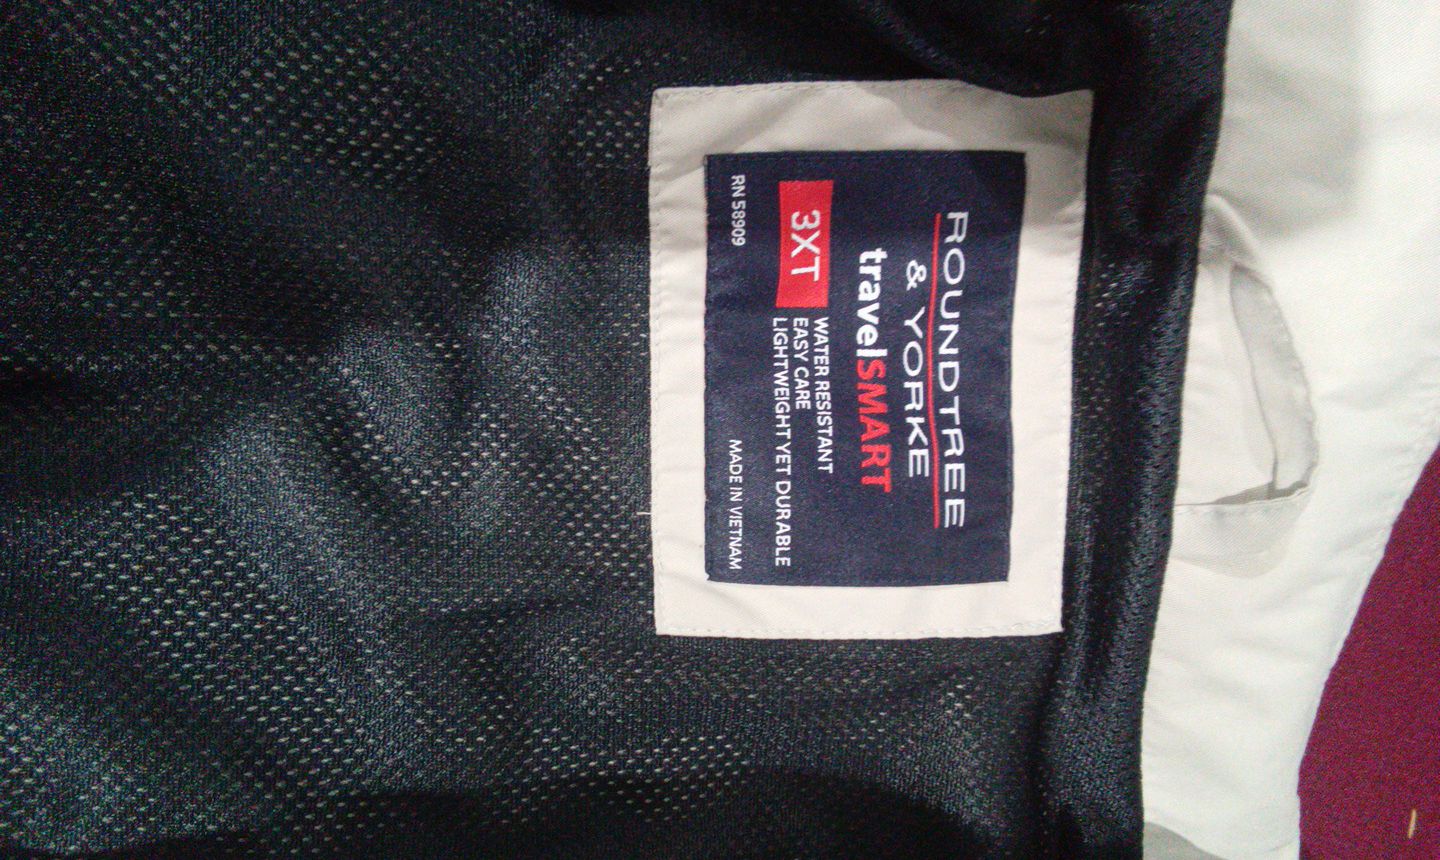 ROUNDTREE
& YORKE
travelSMART
3XT
WATER RESISTANT
EASY CARE
LIGHTWEIGHT YET DURABLE
RN 58909
MADE IN VIETNAM